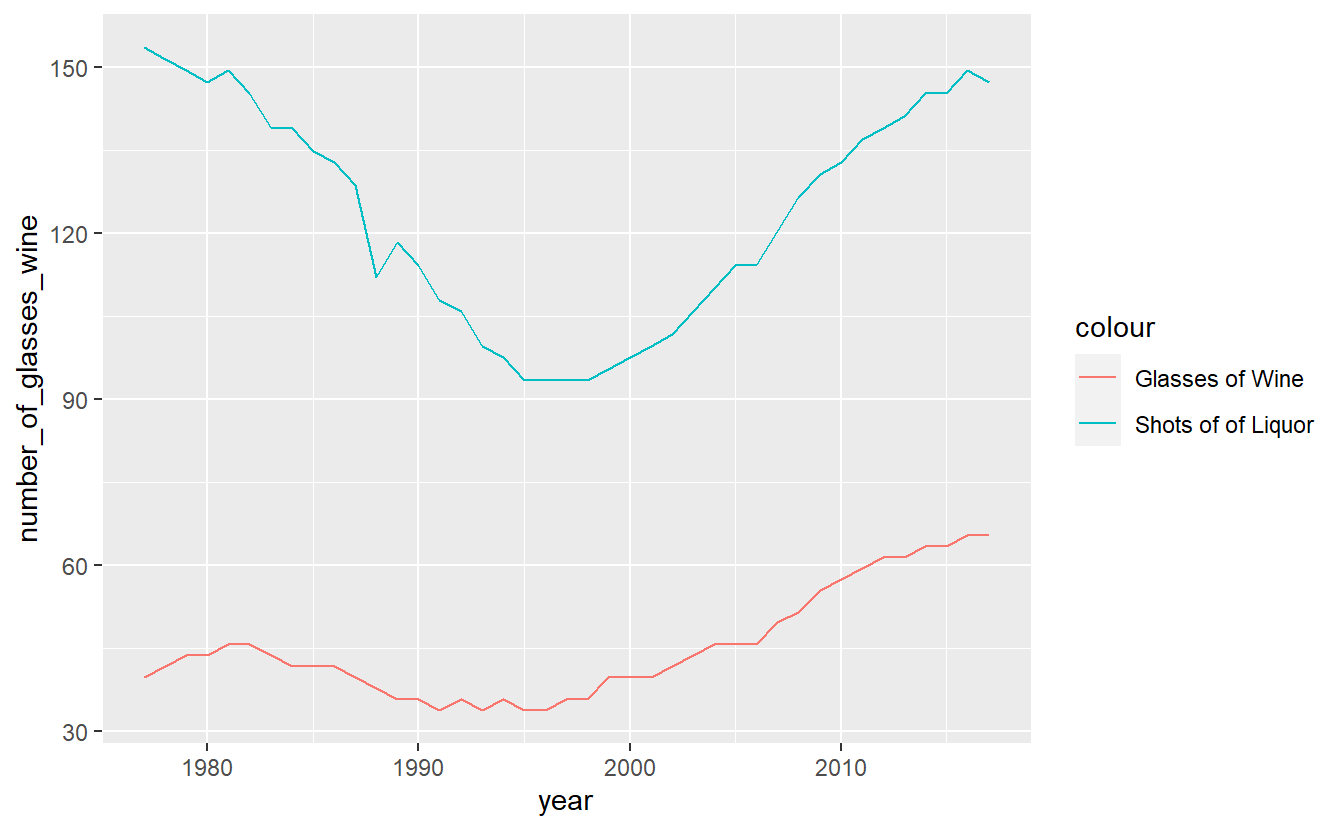 150
120
90
60
30
number_of_glasses_wine
1980 1990 2000 2010
year
colour
Glasses of Wine
Shots of of Liquor